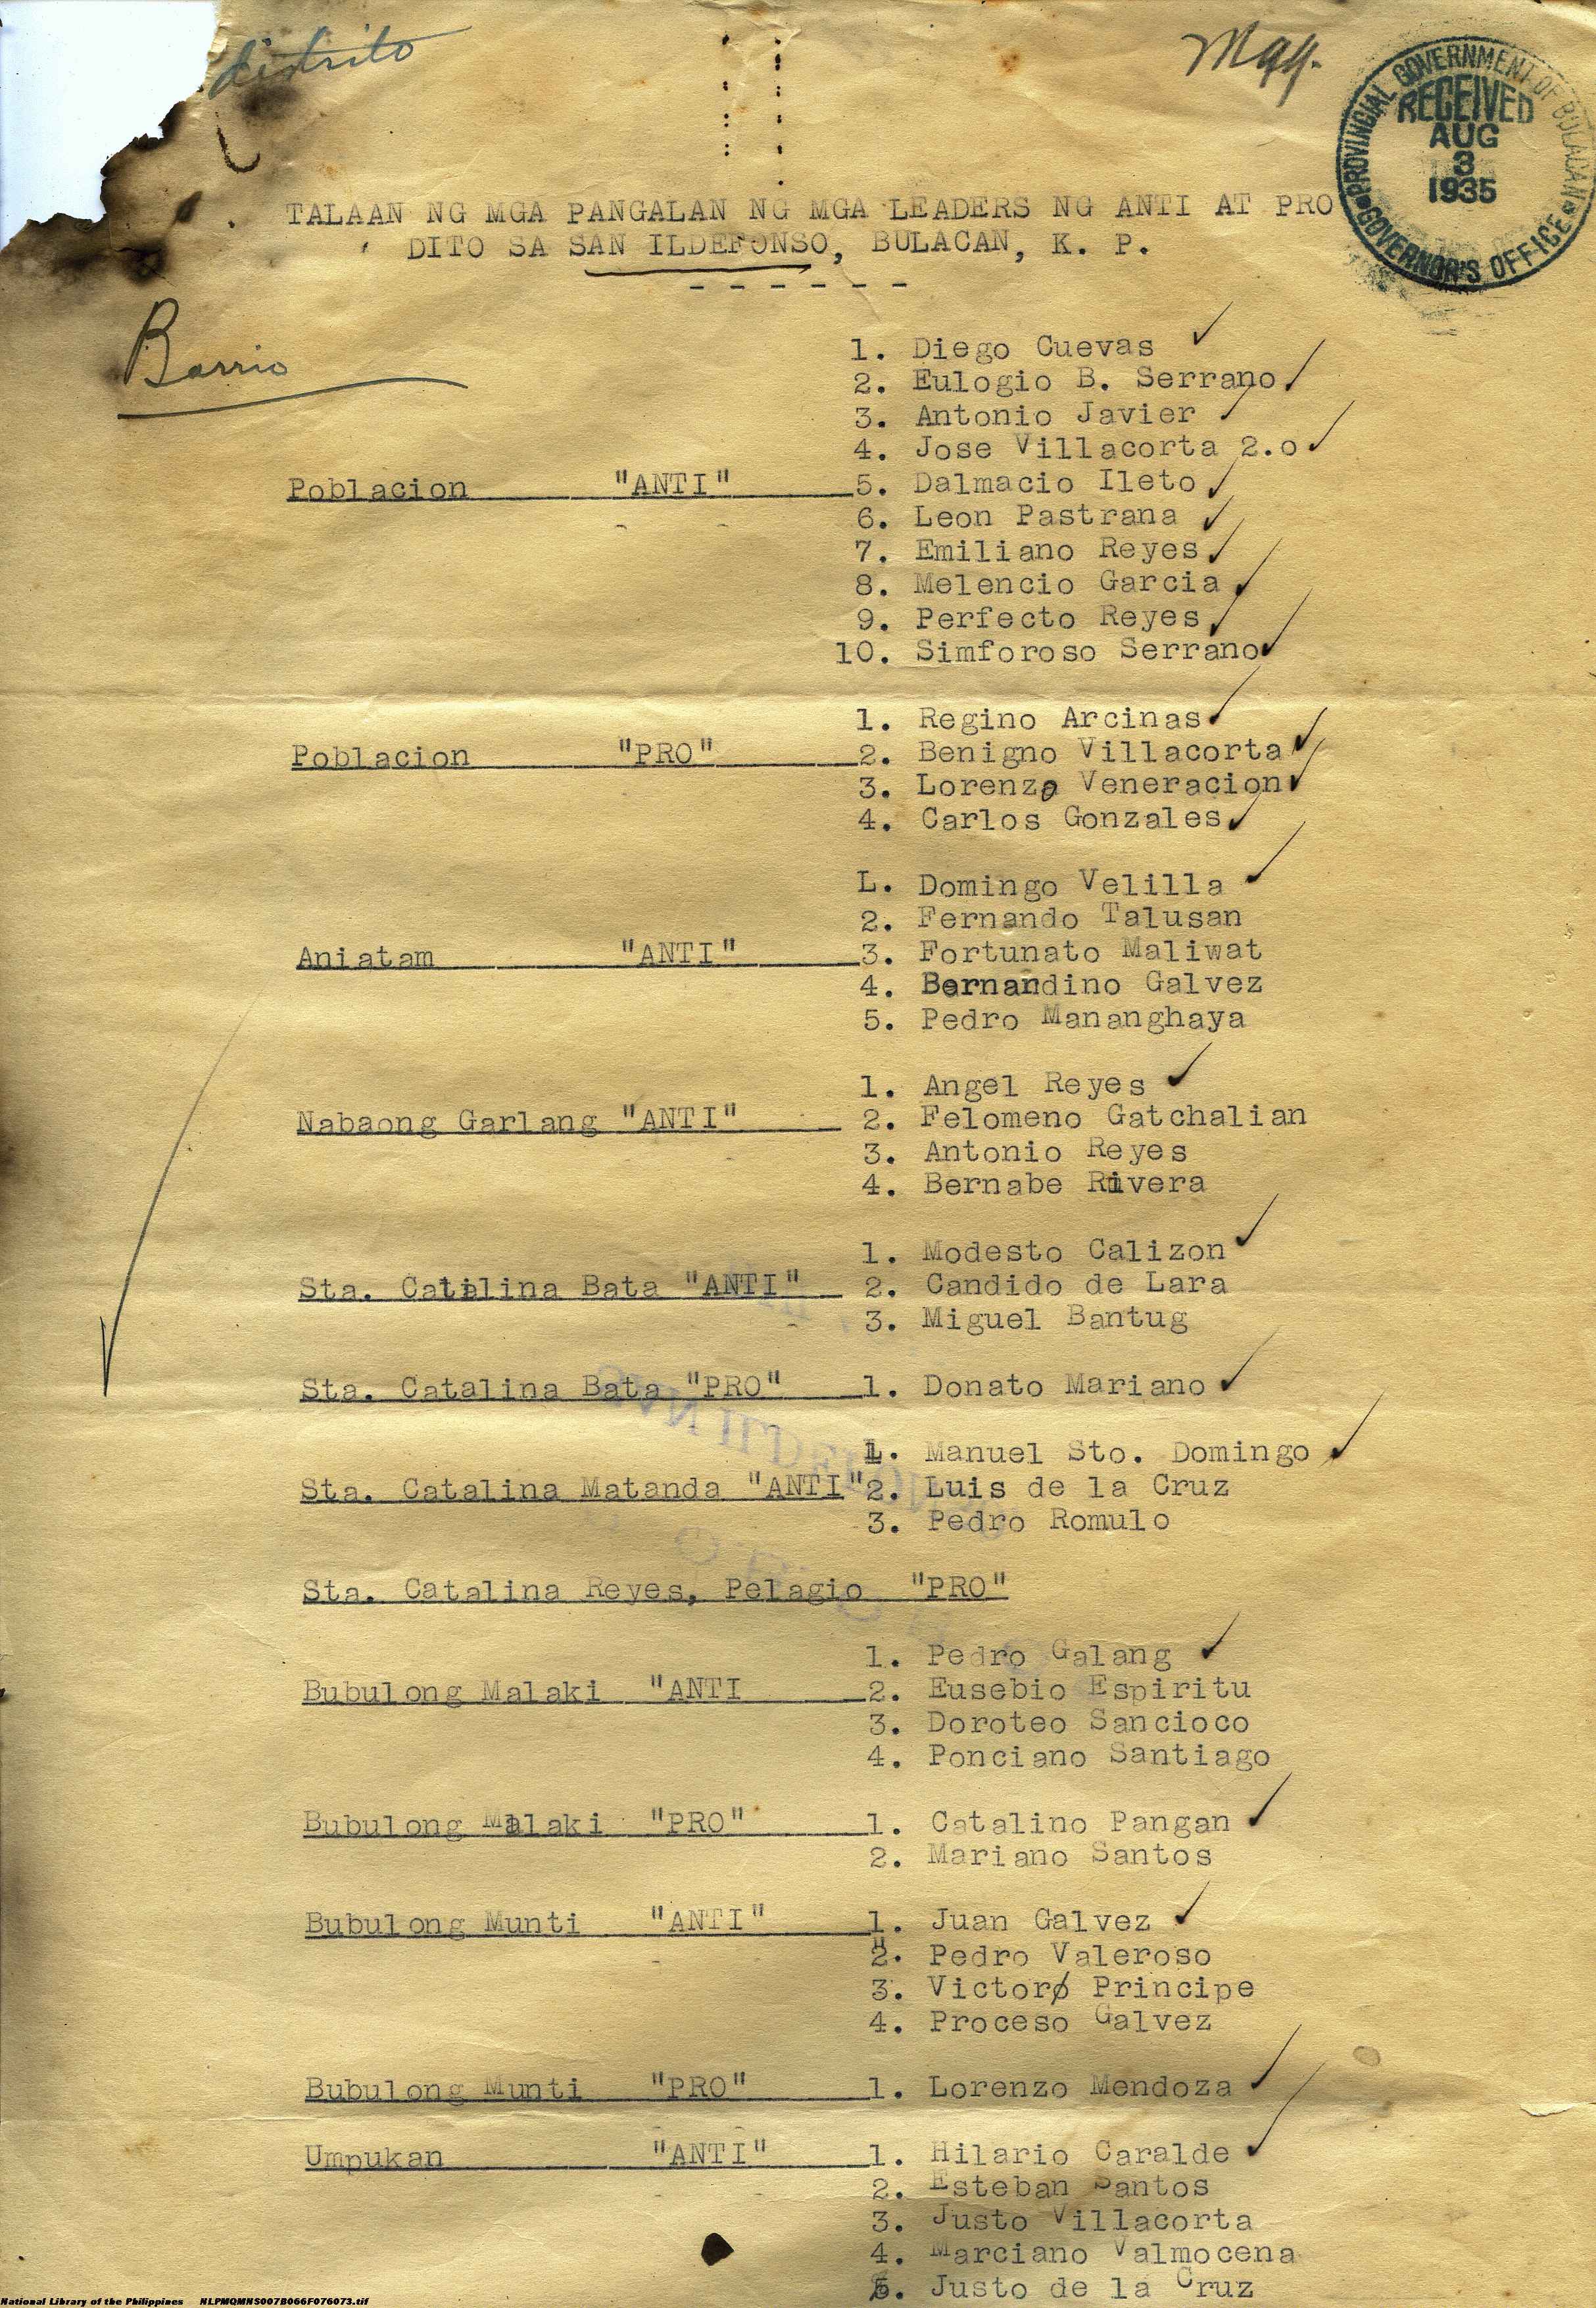 distrito
Mqq.
PROVINCIAL GOVERNMENT OF BULACAN
RECEIVED
AUG
3
1935
GOVERNOR'S OFFICE
TALAAN NG MGA PANGALAN NG MGA LEADERS NG ANTI AT PRO
DITO SA SAN ILDEFONSO, BULACAN, K. P.
- - - - - -
Barrio
1. Diego Cuevas
2. Eulogio B. Serrano
3. Antonio Javier
4. Jose Villacorta 2.o
Poblacion "ANTI" 5. Dalmacio Ileto
6. Leon Pastrana
7. Emiliano Reyes
8. Melencio Garcia
9. Perfecto Reyes
10. Simforoso Serrano
1. Regino Arcinas
Poblacion "PRO" 2. Benigno Villacorta
3. Lorenzo Veneracion
4. Carlos Gonzales
L. Domingo Velilla
2. Fernando Talusan
Aniatam "ANTI" 3. Fortunato Maliwat
4. Bernandino Galvez
5. Pedro Mananghaya
1. Angel Reyes
Nabaong Garlang "ANTI" 2. Felomeno Gatchalian
3. Antonio Reyes
4. Bernabe Rivera
1. Modesto Calizon
Sta. Catalina Bata "ANTI" 2. Candido de Lara
3. Miguel Bantug
Sta. Catalina Bata "PRO" 1. Donato Mariano
1. Manuel Sto. Domingo
Sta. Catalina Matanda "ANTI" 2. Luis de la Cruz
3. Pedro Romulo
Sta. Catalina Reyes, Pelagio "PRO"
1. Pedro Galang
Bubulong Malaki "ANTI 2. Eusebio Espiritu
3. Doroteo Sancioco
4. Ponciano Santiago
Bubulong Malaki "PRO" 1. Catalino Pangan
2. Mariano Santos
Bubulong Munti "ANTI" 1. Juan Galvez
2. Pedro Valeroso
3. Victor Principe
4. Proceso Galvez
Bubulong Munti "PRO" 1. Lorenzo Mendoza
Umpukan "ANTI" 1. Hilario Caralde
2. Esteban Santos
3. Justo Villacorta
4. Marciano Valmocena
5. Justo de la Cruz
National Library of the Philippines NLPMQMNS007B066F076073.tif